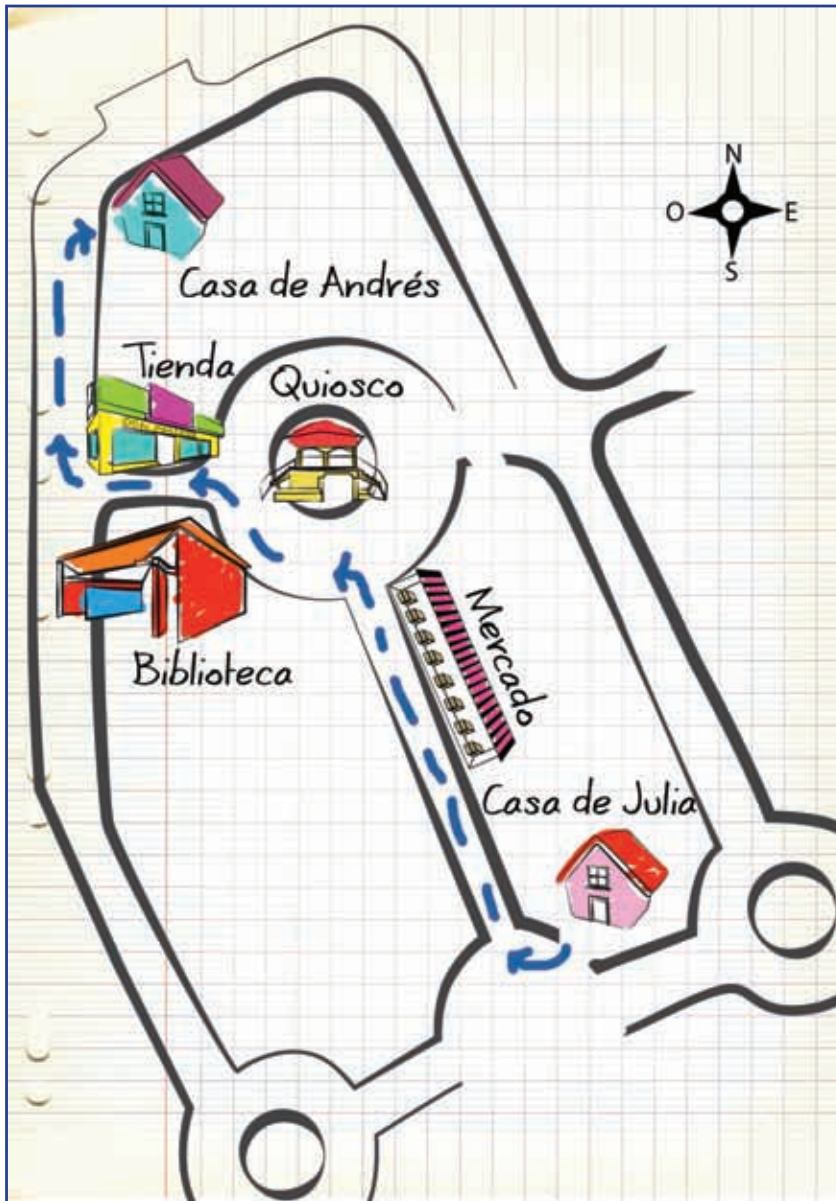 N
O
E
S
Casa de Andrés
Tienda
Quiosco
Mercado
Biblioteca
Casa de Julia